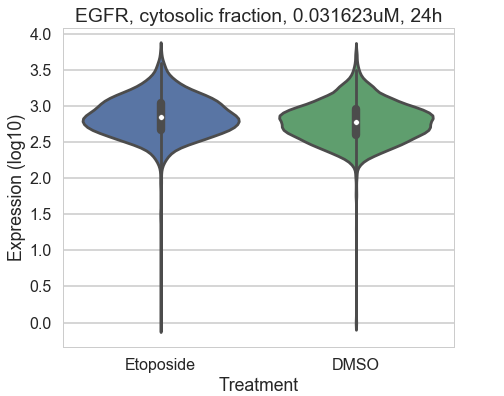 EGFR, cytosolic fraction, 0.031623uM, 24h
Expression (log10)
4.0
3.5
3.0
2.5
2.0
1.5
1.0
0.5
0.0
Etoposide
DMSO
Treatment